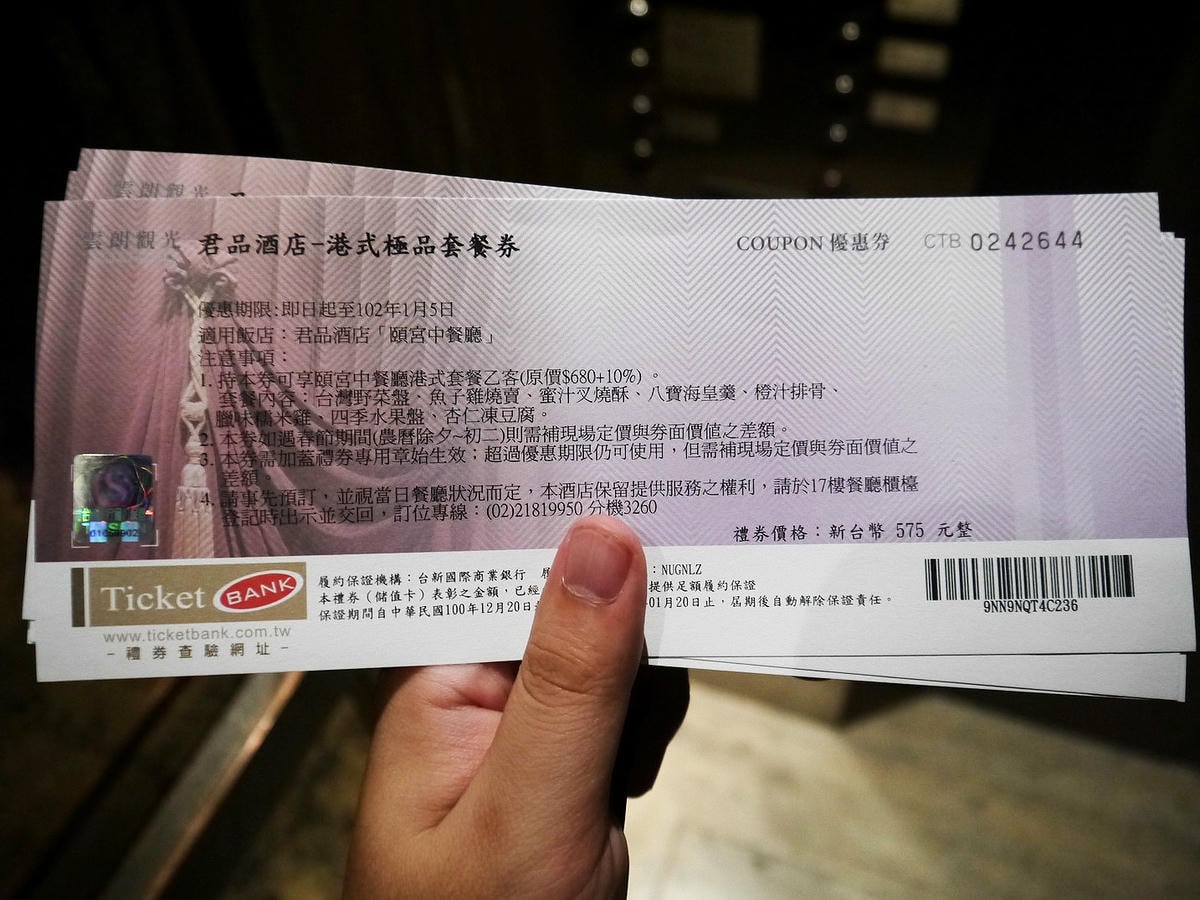 雲朗觀光
雲朗觀光 君品酒店-港式極品套餐券 COUPON 優惠券 CTB 0242644
優惠期限:即日起至102年1月5日
適用飯店：君品酒店「頤宮中餐廳」
注意事項：
1. 持本券可享頤宮中餐廳港式套餐乙客(原價$680+10%) 。
套餐內容：台灣野菜盤、魚子雞燒賣、蜜汁叉燒酥、八寶海皇羹、橙汁排骨、
臘味糯米雞、四季水果盤、杏仁凍豆腐。
2. 本券如遇春節期間(農曆除夕~初二)則需補現場定價與券面價值之差額。
3. 本券需加蓋禮券專用章始生效；超過優惠期限仍可使用，但需補現場定價與券面價值之
差額。
4. 請事先預訂，並視當日餐廳狀況而定，本酒店保留提供服務之權利，請於17樓餐廳櫃檯
登記時出示並交回，訂位專線：(02)21819950 分機3260
禮券價格：新台幣 575 元整
Ticket BANK
www.ticketbank.com.tw
-禮券查驗網址-
履約保證機構：台新國際商業銀行 : NUGNLZ
本禮券（儲值卡）表彰之金額，已經 提供足額履約保證
保證期間自中華民國100年12月20日 01月20日止，屆期後自動解除保證責任。
9NN9NQT4C236